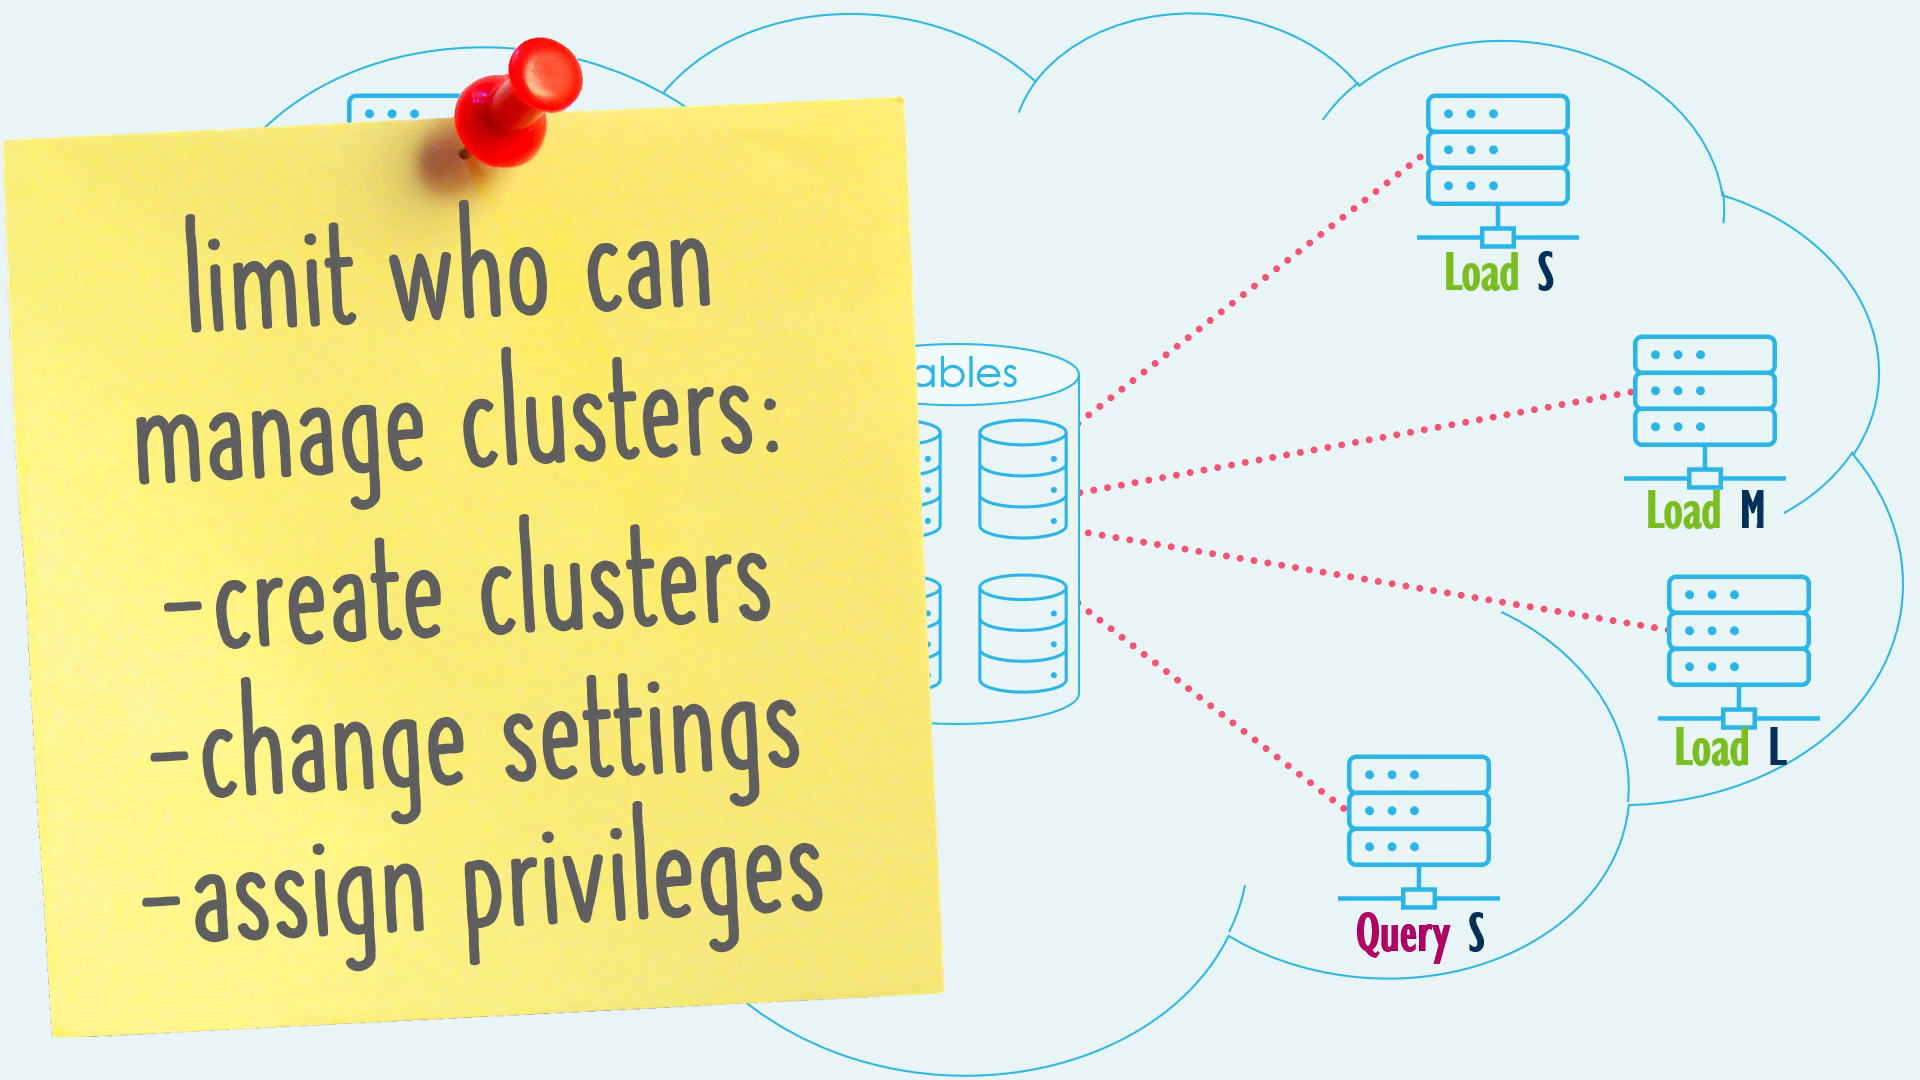 limit who can
manage clusters:
-create clusters
-change settings
-assign privileges
ables
Load S
Load M
Load L
Query S